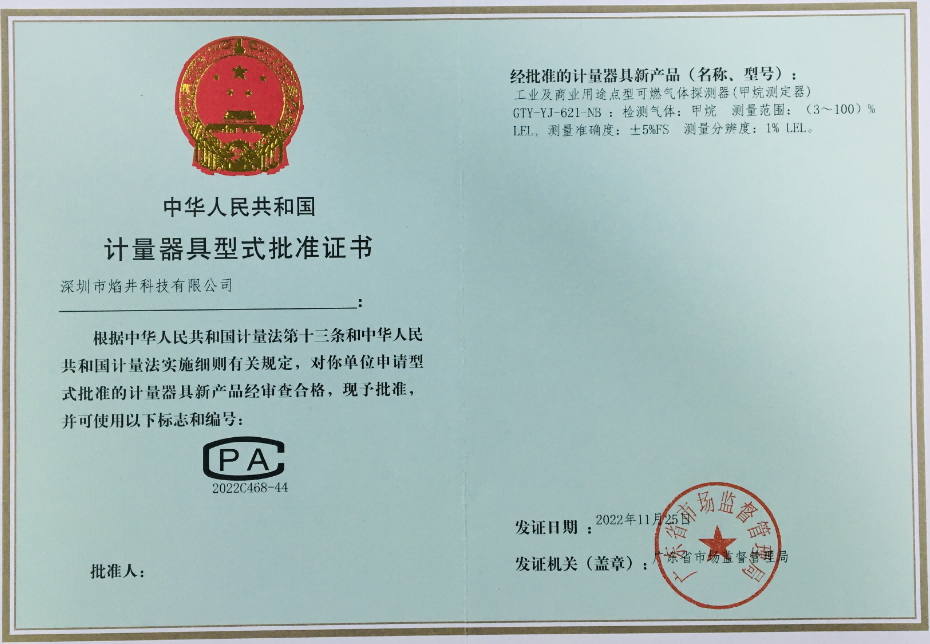 中华人民共和国
计量器具型式批准证书
深圳市焰井科技有限公司
：
根据中华人民共和国计量法第十三条和中华人民
共和国计量法实施细则有关规定，对你单位申请型
式批准的计量器具新产品经审查合格，现予批准，
并可使用以下标志和编号：
CPA
2022C468-44
批准人：
经批准的计量器具新产品（名称、型号）：
工业及商业用途点型可燃气体探测器(甲烷测定器)
GTY-YJ-621-NB ：检测气体：甲烷 测量范围：（3～100）%
LEL，测量准确度：±5%FS 测量分辨度：1% LEL。
发证日期：2022年11月25日
发证机关（盖章）：广东省市场监督管理局
广东省市场监督管理局